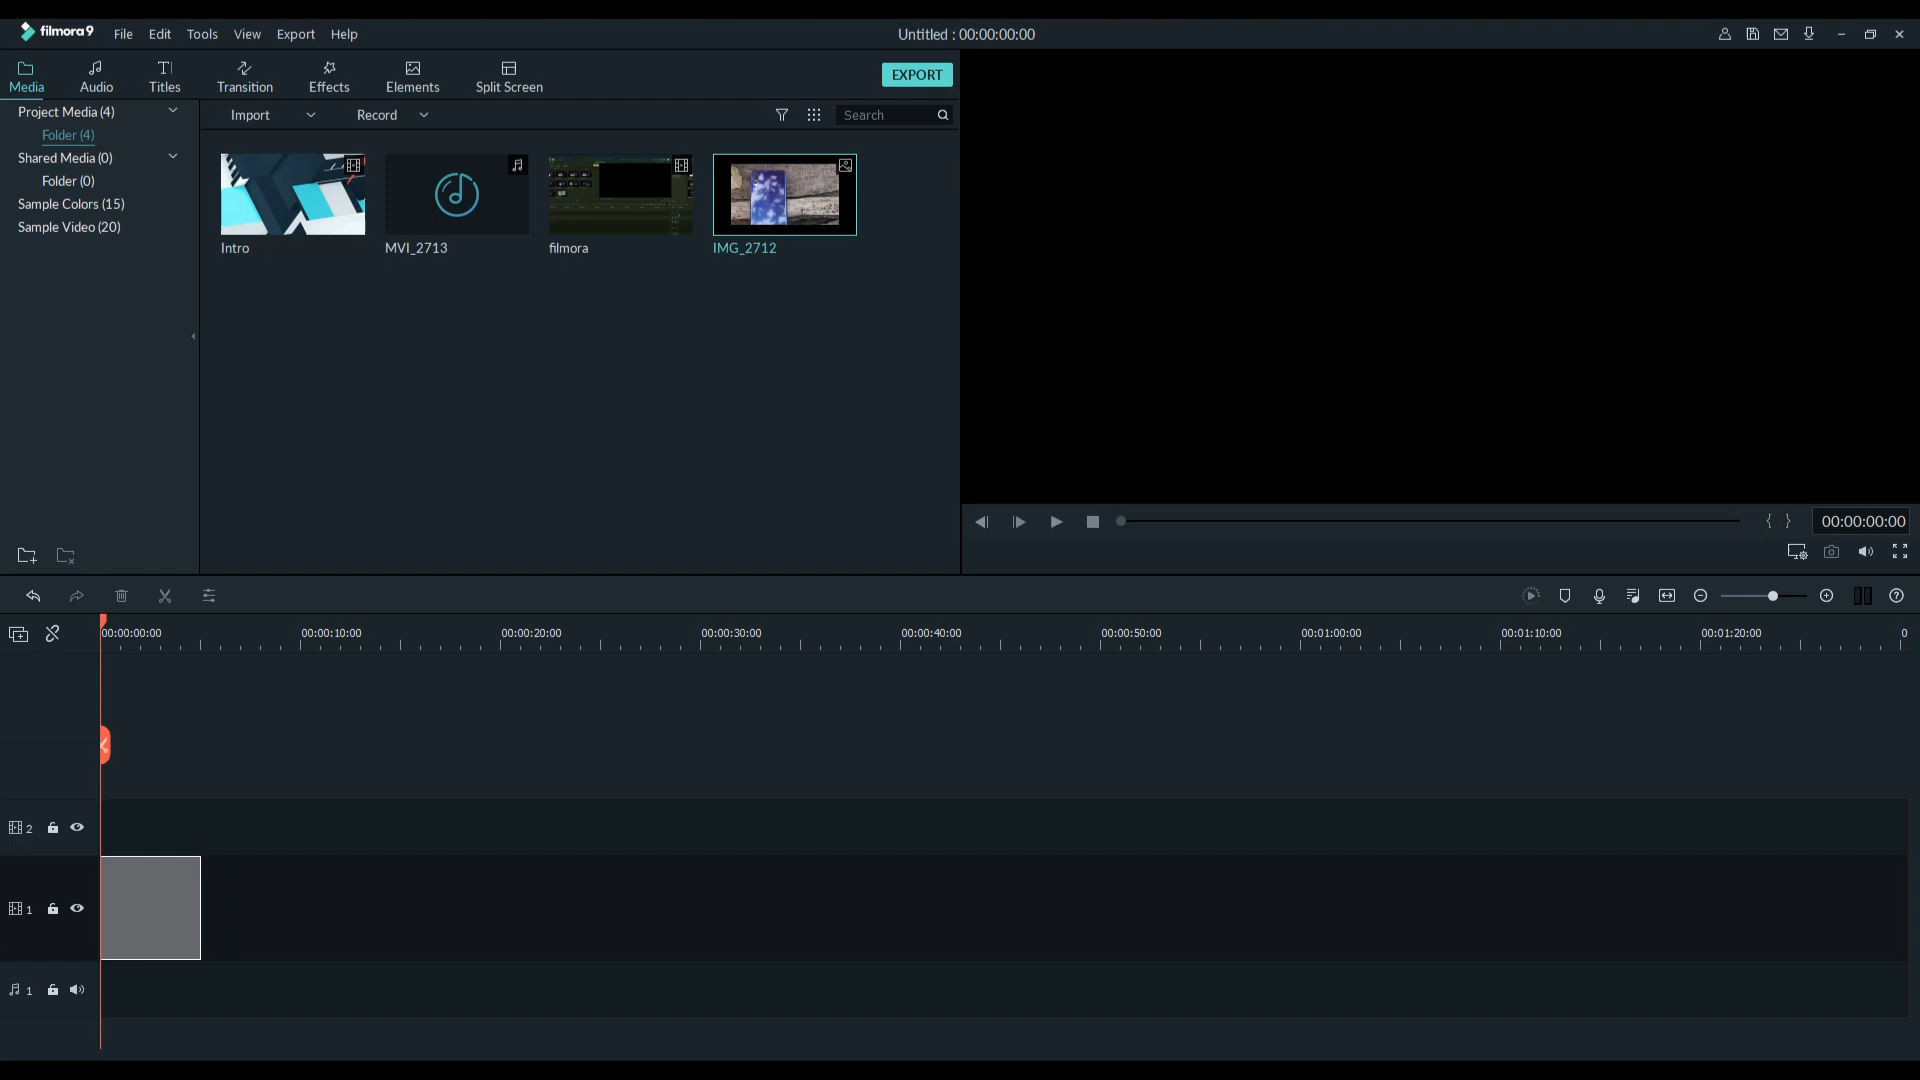 filmora9 File Edit Tools View Export Help Untitled : 00:00:00:00
Media Audio Titles Transition Effects Elements Split Screen EXPORT
Project Media (4) Import Record Search
Folder (4)
Shared Media (0)
Folder (0)
Sample Colors (15)
Sample Video (20)
Intro MVI_2713 filmora IMG_2712
00:00:00:00
00:00:00:00 00:00:10:00 00:00:20:00 00:00:30:00 00:00:40:00 00:00:50:00 00:01:00:00 00:01:10:00 00:01:20:00 0
2
1
1